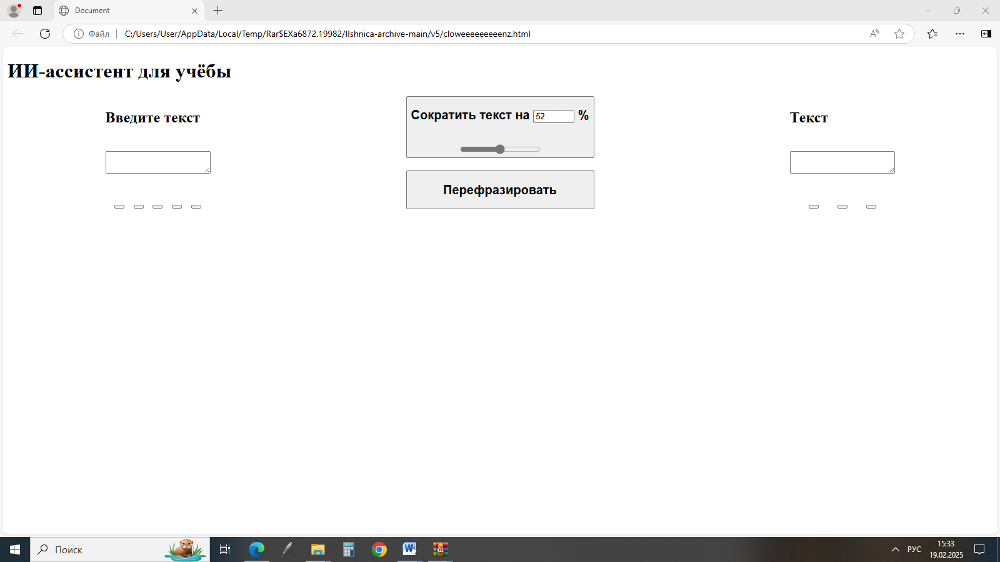 Document
Файл
C:/Users/User/AppData/Local/Temp/Rar$EXa6872.19982/IIshnica-archive-main/v5/cloweeeeeeeeenz.html
ИИ-ассистент для учёбы
Введите текст
Сократить текст на 52 %
Перефразировать
Текст
Поиск
РУС
15:33
19.02.2025